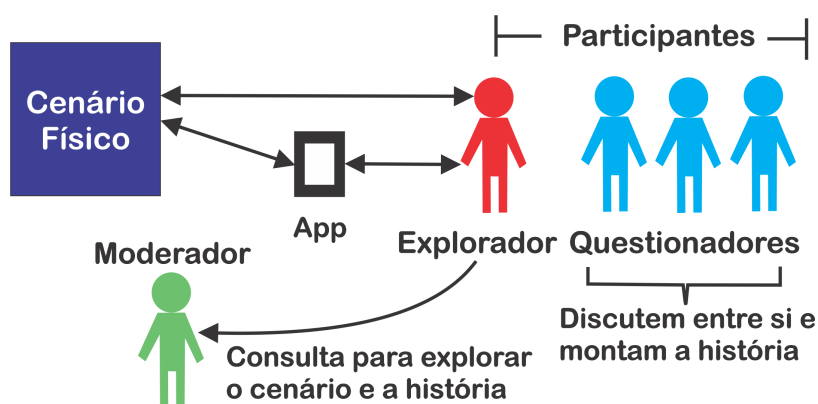 Participantes
Cenário
Físico
App
Explorador
Questionadores
Moderador
Discutem entre si e
montam a história
Consulta para explorar
o cenário e a história